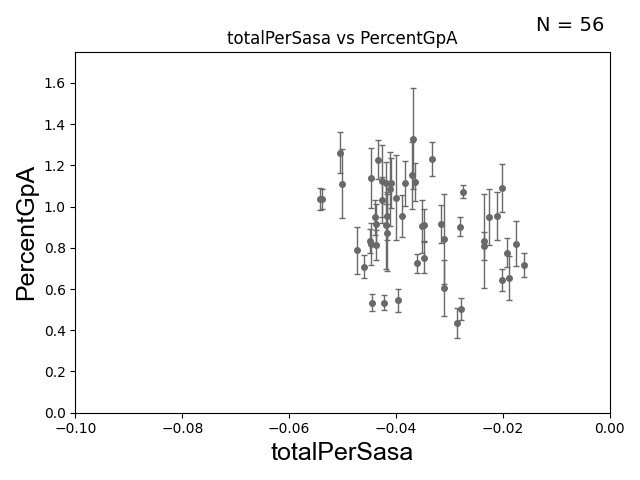 N = 56
totalPerSasa vs PercentGpA
PercentGpA
1.6
1.4
1.2
1.0
0.8
0.6
0.4
0.2
0.0
−0.10 −0.08 −0.06 −0.04 −0.02 0.00
totalPerSasa